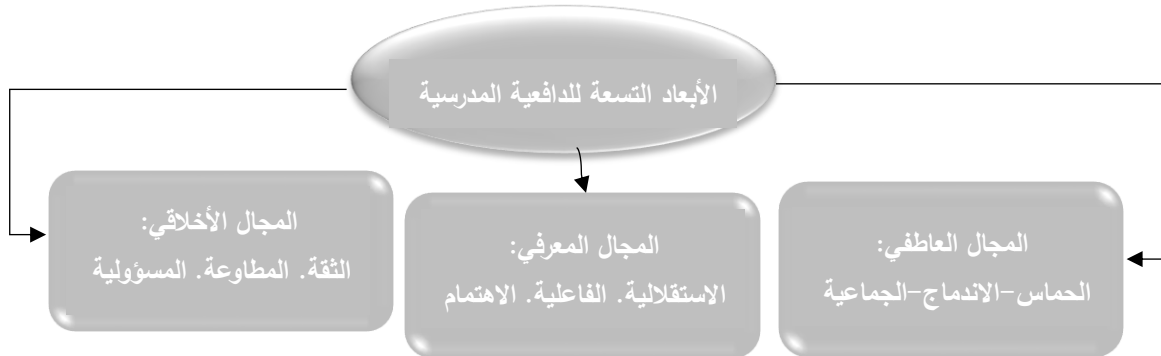 الأبعاد التسعة للدافعية المدرسية
المجال العاطفي:
الحماس-الاندماج-الجماعية
المجال المعرفي:
الاستقلالية. الفاعلية. الاهتمام
المجال الأخلاقي:
الثقة. المطاوعة. المسؤولية